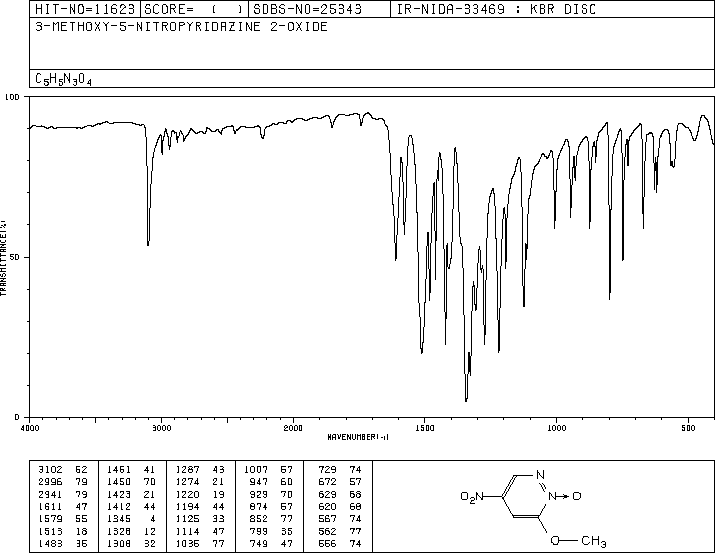 HIT-NO=11623 SCORE= ( ) SDBS-NO=25343 IR-NIDA-33469 : KBR DISC
3-METHOXY-5-NITROPYRIDAZINE 2-OXIDE
C5H5N3O4
100
50
0
TRANSMITTANCE(%)
4000 3000 2000 1500 1000 500
WAVENUMBER(-1)
3102 52 1461 41 1287 43 1007 57 729 74
2996 79 1450 70 1274 21 947 60 672 57
2941 79 1423 21 1220 19 929 70 629 68
1611 47 1412 44 1194 44 874 57 620 68
1579 55 1345 4 1125 33 852 77 567 74
1513 18 1328 12 1114 47 799 35 562 77
1483 35 1308 32 1036 77 749 47 556 74
N
O2N N→O
O—CH3